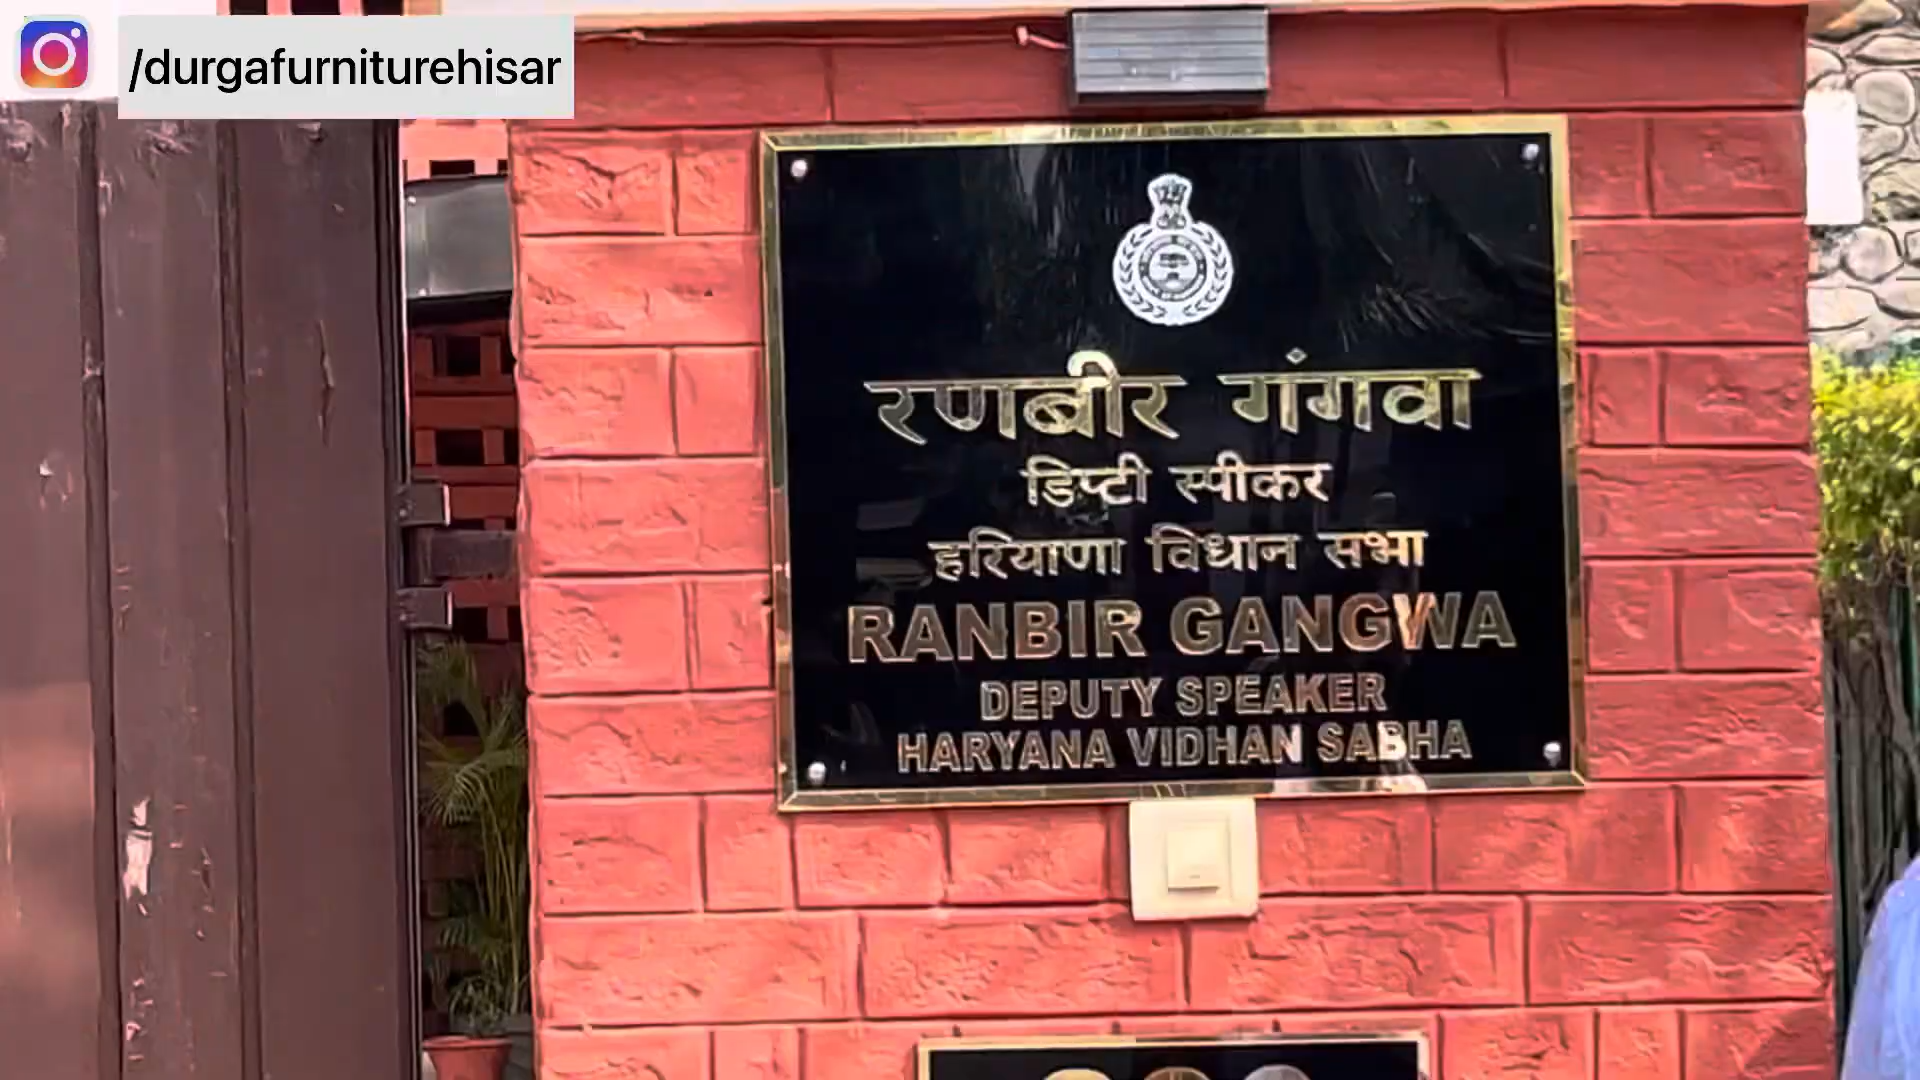 /durgafurniturehisar
रणबीर गंगवा
डिप्टी स्पीकर
हरियाणा विधान सभा
RANBIR GANGWA
DEPUTY SPEAKER
HARYANA VIDHAN SABHA